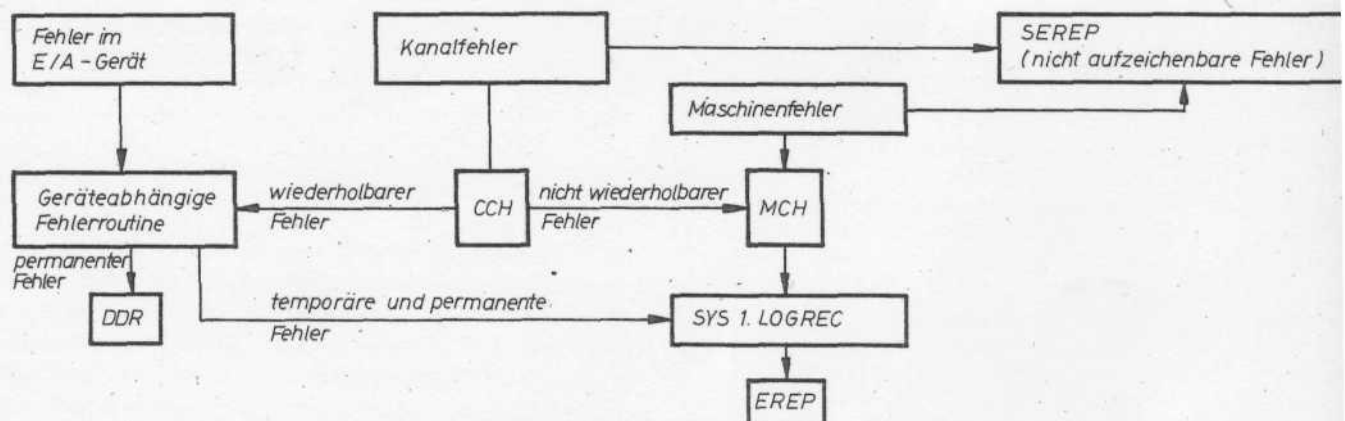 Fehler im
E/A - Gerät
Kanalfehler
SEREP
(nicht aufzeichenbare Fehler)
Maschinenfehler
Geräteabhängige
Fehlerroutine
wiederholbarer
Fehler
CCH
nicht wiederholbarer
Fehler
MCH
permanenter
Fehler
DDR
temporäre und permanente
Fehler
SYS 1. LOGREC
EREP